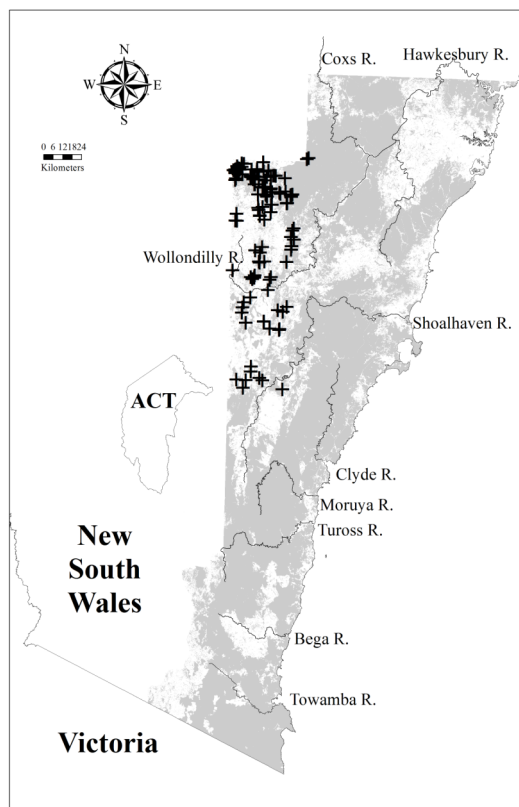 Coxs R.
Hawkesbury R.
N
W E
S
0 6 121824
Kilometers
Wollondilly R.
Shoalhaven R.
ACT
Clyde R.
Moruya R.
Tuross R.
New
South
Wales
Bega R.
Towamba R.
Victoria